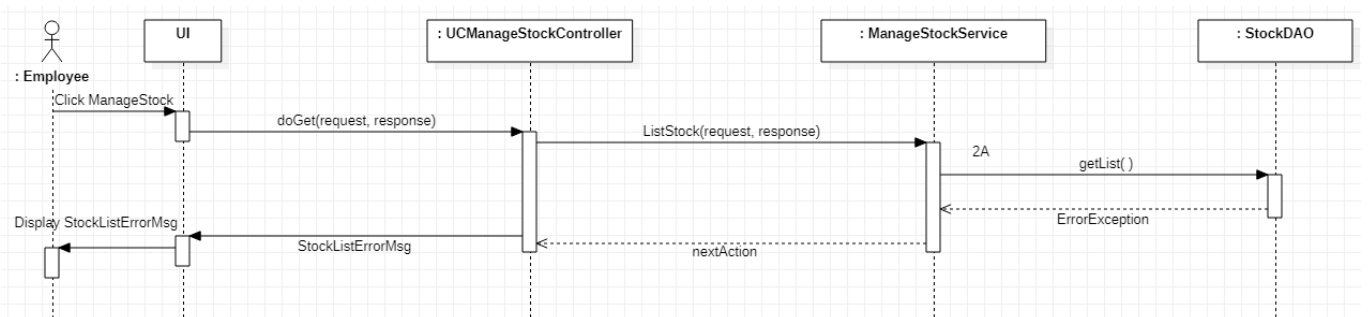 UI
: UCManageStockController
: ManageStockService
: StockDAO
: Employee
Click ManageStock
doGet(request, response)
ListStock(request, response)
2A
getList( )
ErrorException
Display StockListErrorMsg
StockListErrorMsg
nextAction